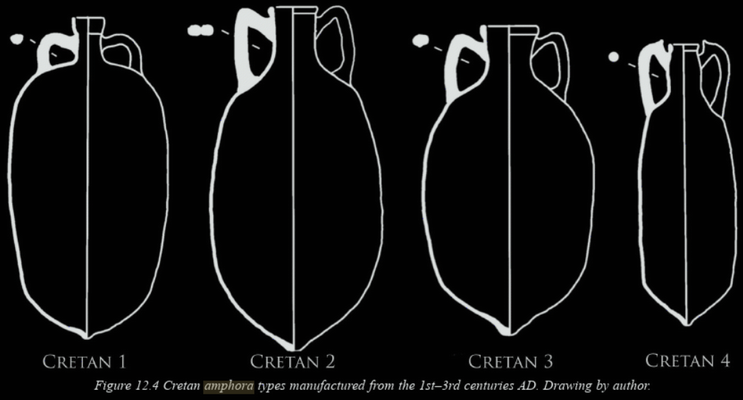 CRETAN 1 CRETAN 2 CRETAN 3 CRETAN 4
Figure 12.4 Cretan amphora types manufactured from the 1st–3rd centuries AD. Drawing by author.